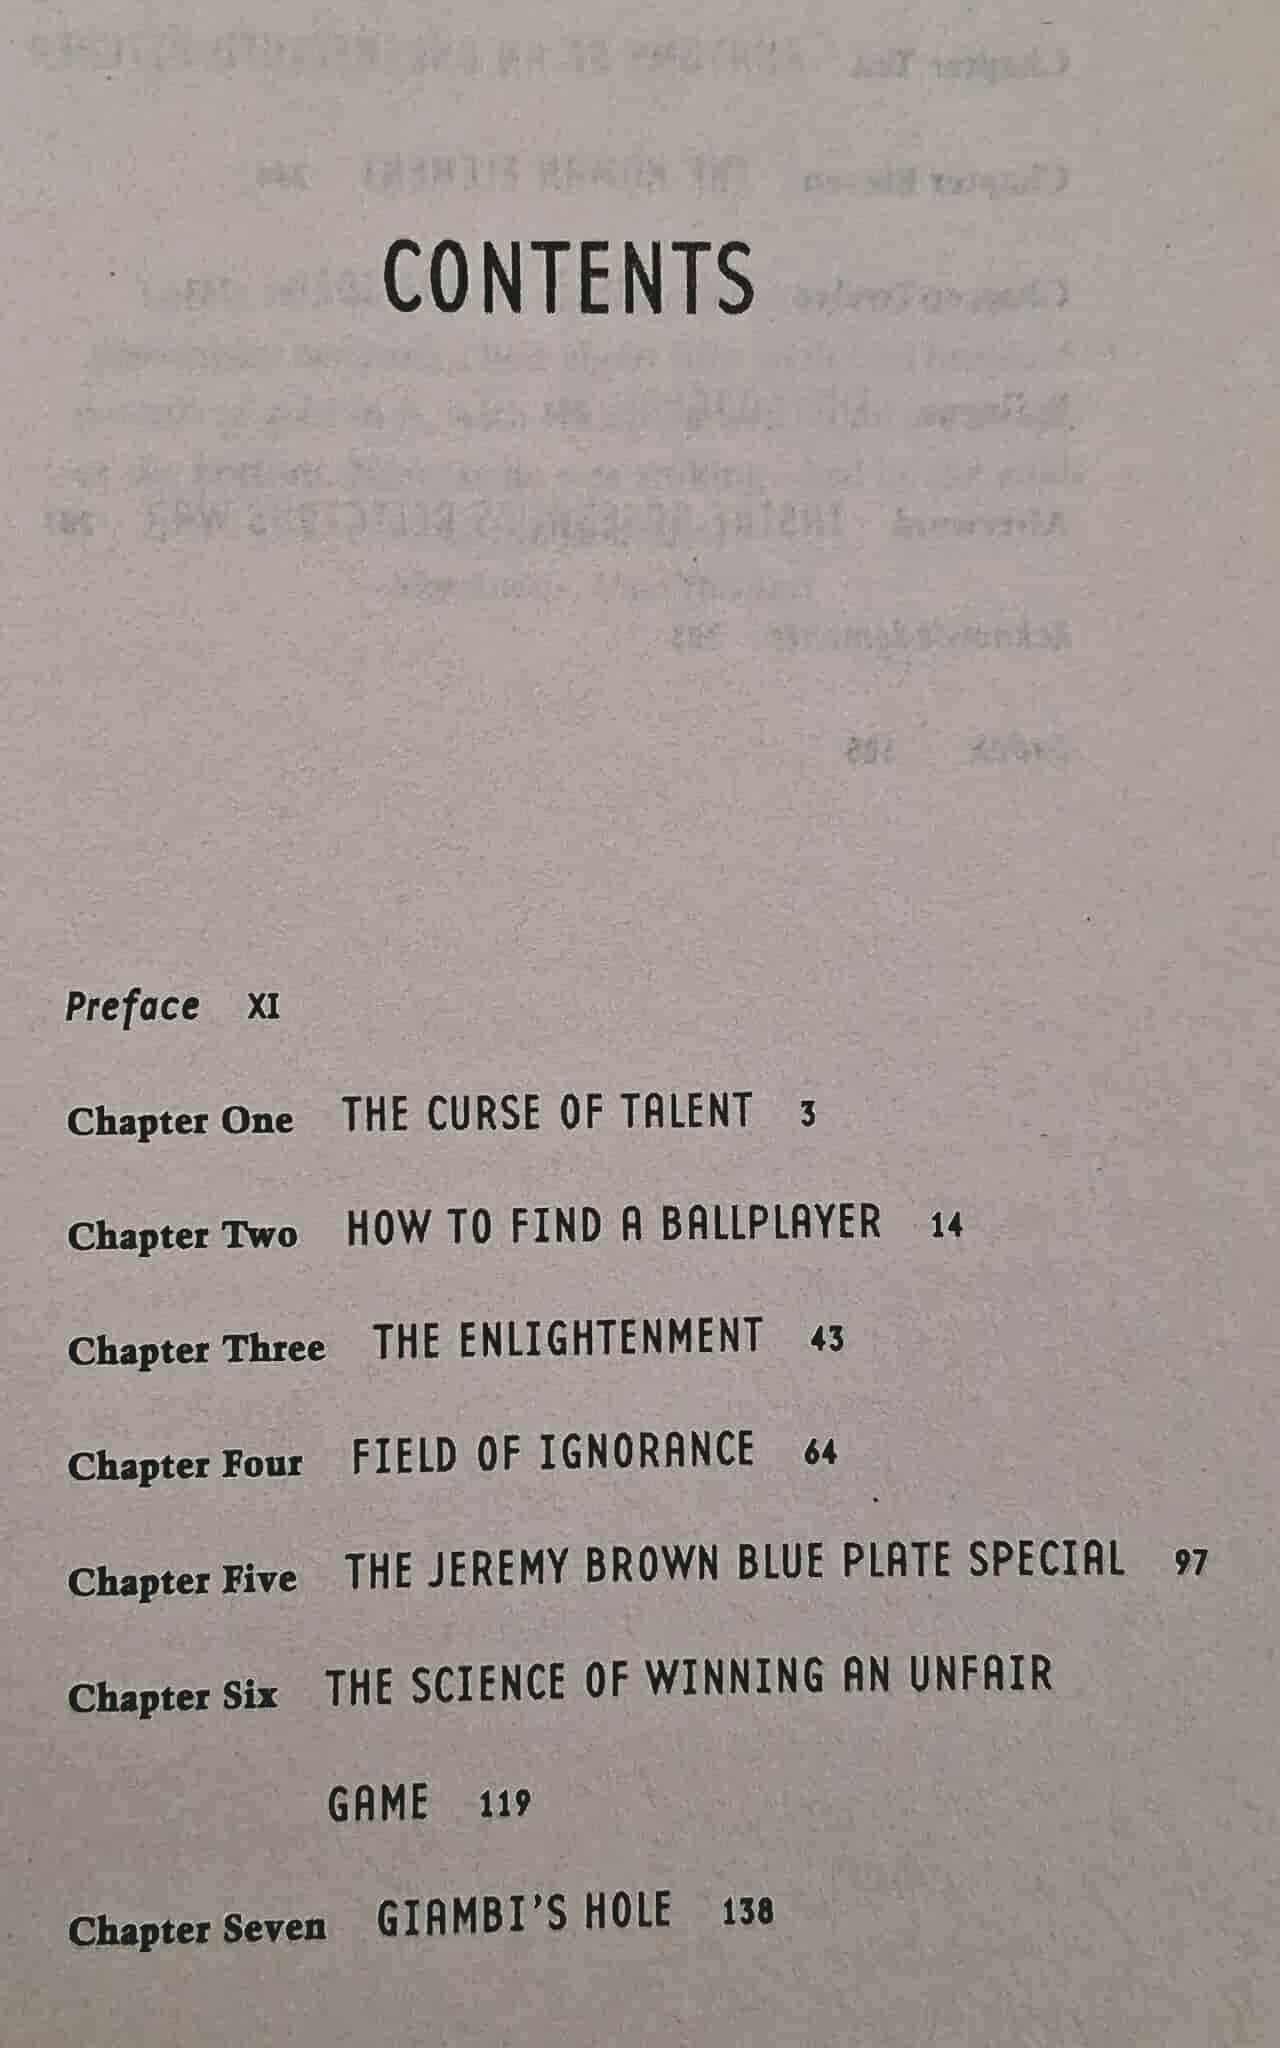 CONTENTS
Preface XI
Chapter One THE CURSE OF TALENT 3
Chapter Two HOW TO FIND A BALLPLAYER 14
Chapter Three THE ENLIGHTENMENT 43
Chapter Four FIELD OF IGNORANCE 64
Chapter Five THE JEREMY BROWN BLUE PLATE SPECIAL 97
Chapter Six THE SCIENCE OF WINNING AN UNFAIR
GAME 119
Chapter Seven GIAMBI'S HOLE 138